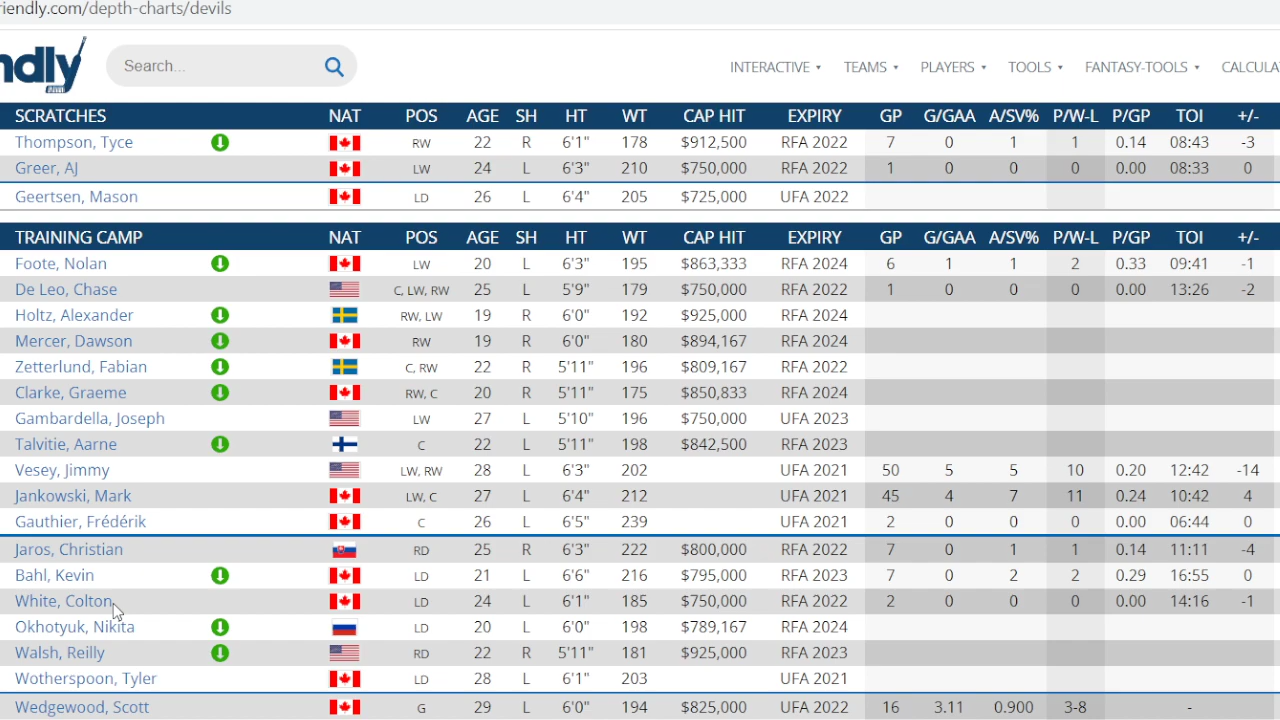 riendly.com/depth-charts/devils
ndly Search... INTERACTIVE TEAMS PLAYERS TOOLS FANTASY-TOOLS CALCULA
SCRATCHES NAT POS AGE SH HT WT CAP HIT EXPIRY GP G/GAA A/SV% P/W-L P/GP TOI +/-
Thompson, Tyce RW 22 R 6'1" 178 $912,500 RFA 2022 7 0 1 1 0.14 08:43 -3
Greer, AJ LW 24 L 6'3" 210 $750,000 RFA 2022 1 0 0 0 0.00 08:33 0
Geertsen, Mason LD 26 L 6'4" 205 $725,000 UFA 2022
TRAINING CAMP NAT POS AGE SH HT WT CAP HIT EXPIRY GP G/GAA A/SV% P/W-L P/GP TOI +/-
Foote, Nolan LW 20 L 6'3" 195 $863,333 RFA 2024 6 1 1 2 0.33 09:41 -1
De Leo, Chase C, LW, RW 25 L 5'9" 179 $750,000 RFA 2022 1 0 0 0 0.00 13:26 -2
Holtz, Alexander RW, LW 19 R 6'0" 192 $925,000 RFA 2024
Mercer, Dawson RW 19 R 6'0" 180 $894,167 RFA 2024
Zetterlund, Fabian C, RW 22 R 5'11" 196 $809,167 RFA 2022
Clarke, Graeme RW, C 20 R 5'11" 175 $850,833 RFA 2024
Gambardella, Joseph LW 27 L 5'10" 196 $750,000 UFA 2023
Talvitie, Aarne C 22 L 5'11" 198 $842,500 RFA 2023
Vesey, Jimmy LW, RW 28 L 6'3" 202 UFA 2021 50 5 5 10 0.20 12:42 -14
Jankowski, Mark LW, C 27 L 6'4" 212 UFA 2021 45 4 7 11 0.24 10:42 4
Gauthier, Frédérik C 26 L 6'5" 239 UFA 2021 2 0 0 0 0.00 06:44 0
Jaros, Christian RD 25 R 6'3" 222 $800,000 RFA 2022 7 0 1 1 0.14 11:11 -4
Bahl, Kevin LD 21 L 6'6" 216 $795,000 RFA 2023 7 0 2 2 0.29 16:55 0
White, Colton LD 24 L 6'1" 185 $750,000 RFA 2022 2 0 0 0 0.00 14:16 -1
Okhotyuk, Nikita LD 20 L 6'0" 198 $789,167 RFA 2024
Walsh, Reilly RD 22 R 5'11" 181 $925,000 RFA 2023
Wotherspoon, Tyler LD 28 L 6'1" 203 UFA 2021
Wedgewood, Scott G 29 L 6'0" 194 $825,000 UFA 2022 16 3.11 0.900 3-8 -